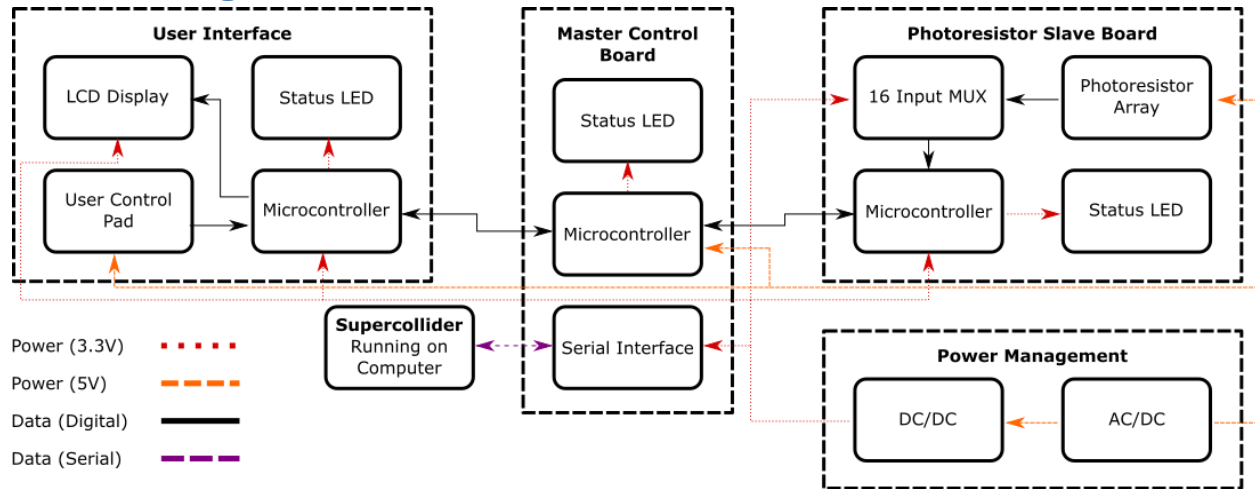 User Interface
LCD Display
Status LED
User Control
Pad
Microcontroller
Master Control
Board
Status LED
Microcontroller
Serial Interface
Supercollider
Running on
Computer
Photoresistor Slave Board
16 Input MUX
Photoresistor
Array
Microcontroller
Status LED
Power Management
DC/DC
AC/DC
Power (3.3V)
Power (5V)
Data (Digital)
Data (Serial)